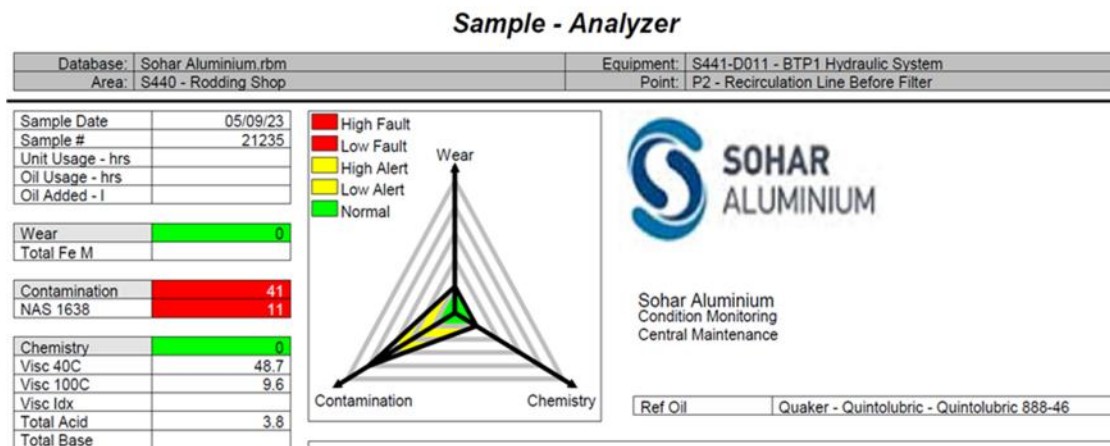 Sample - Analyzer
Database: Sohar Aluminium.rbm Equipment: S441-D011 - BTP1 Hydraulic System
Area: S440 - Rodding Shop Point: P2 - Recirculation Line Before Filter
Sample Date 05/09/23
Sample # 21235
Unit Usage - hrs
Oil Usage - hrs
Oil Added - l
Wear 0
Total Fe M
Contamination 41
NAS 1638 11
Chemistry 0
Visc 40C 48.7
Visc 100C 9.6
Visc Idx
Total Acid 3.8
Total Base
High Fault
Low Fault
High Alert
Low Alert
Normal
Wear
Contamination
Chemistry
SOHAR
ALUMINIUM
Sohar Aluminium
Condition Monitoring
Central Maintenance
Ref Oil Quaker - Quintolubric - Quintolubric 888-46